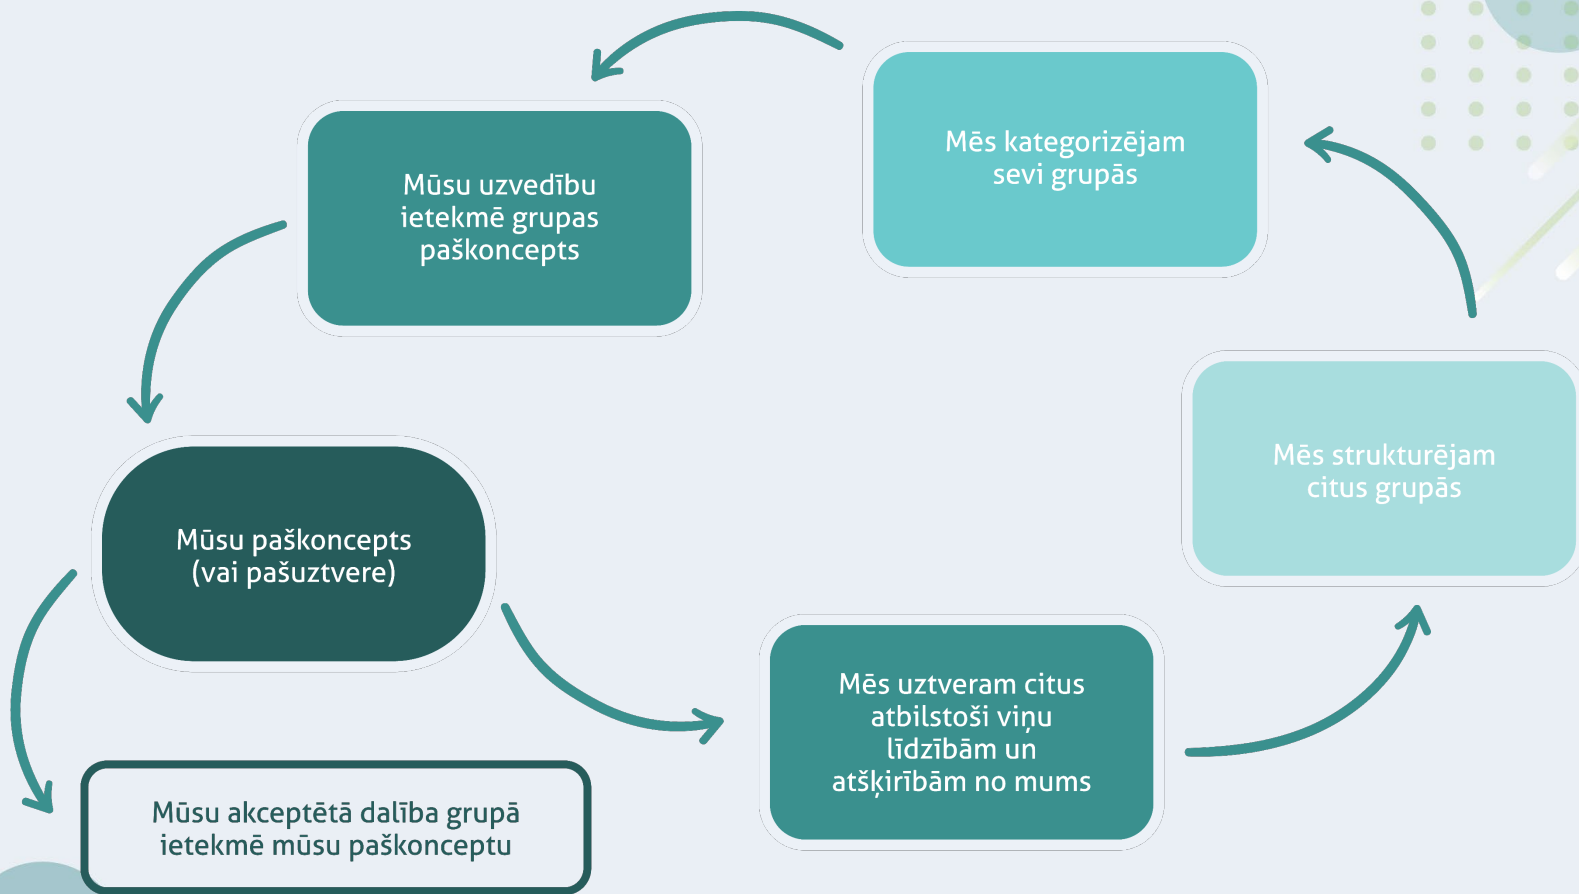 Mēs kategorizējam
sevi grupās
Mūsu uzvedību
ietekmē grupas
paškoncepts
Mēs strukturējam
citus grupās
Mūsu paškoncepts
(vai pašuztvere)
Mēs uztveram citus
atbilstoši viņu
līdzībām un
atšķirībām no mums
Mūsu akceptētā dalība grupā
ietekmē mūsu paškonceptu